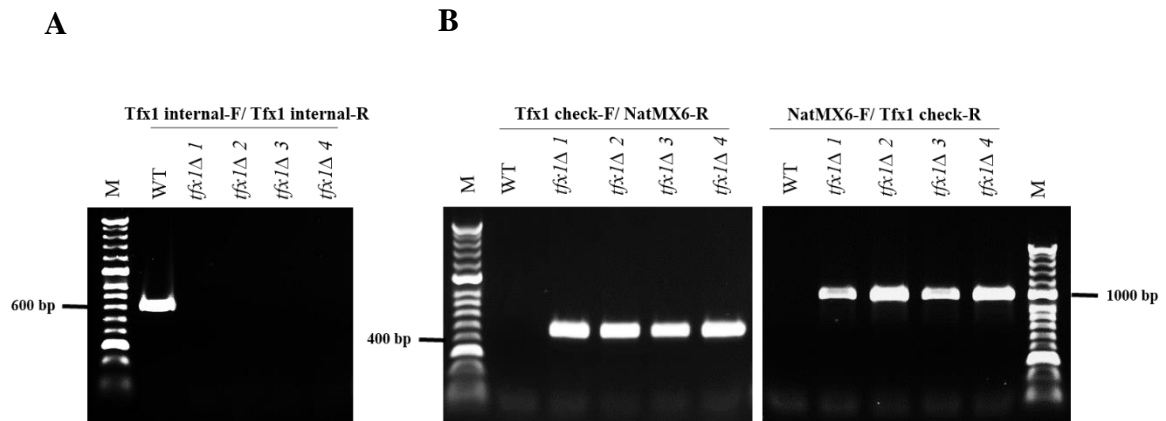 A
B
Tfx1 internal-F/ Tfx1 internal-R
M
WT
tfx1Δ 1
tfx1Δ 2
tfx1Δ 3
tfx1Δ 4
600 bp
Tfx1 check-F/ NatMX6-R
M
WT
tfx1Δ 1
tfx1Δ 2
tfx1Δ 3
tfx1Δ 4
400 bp
NatMX6-F/ Tfx1 check-R
WT
tfx1Δ 1
tfx1Δ 2
tfx1Δ 3
tfx1Δ 4
M
1000 bp